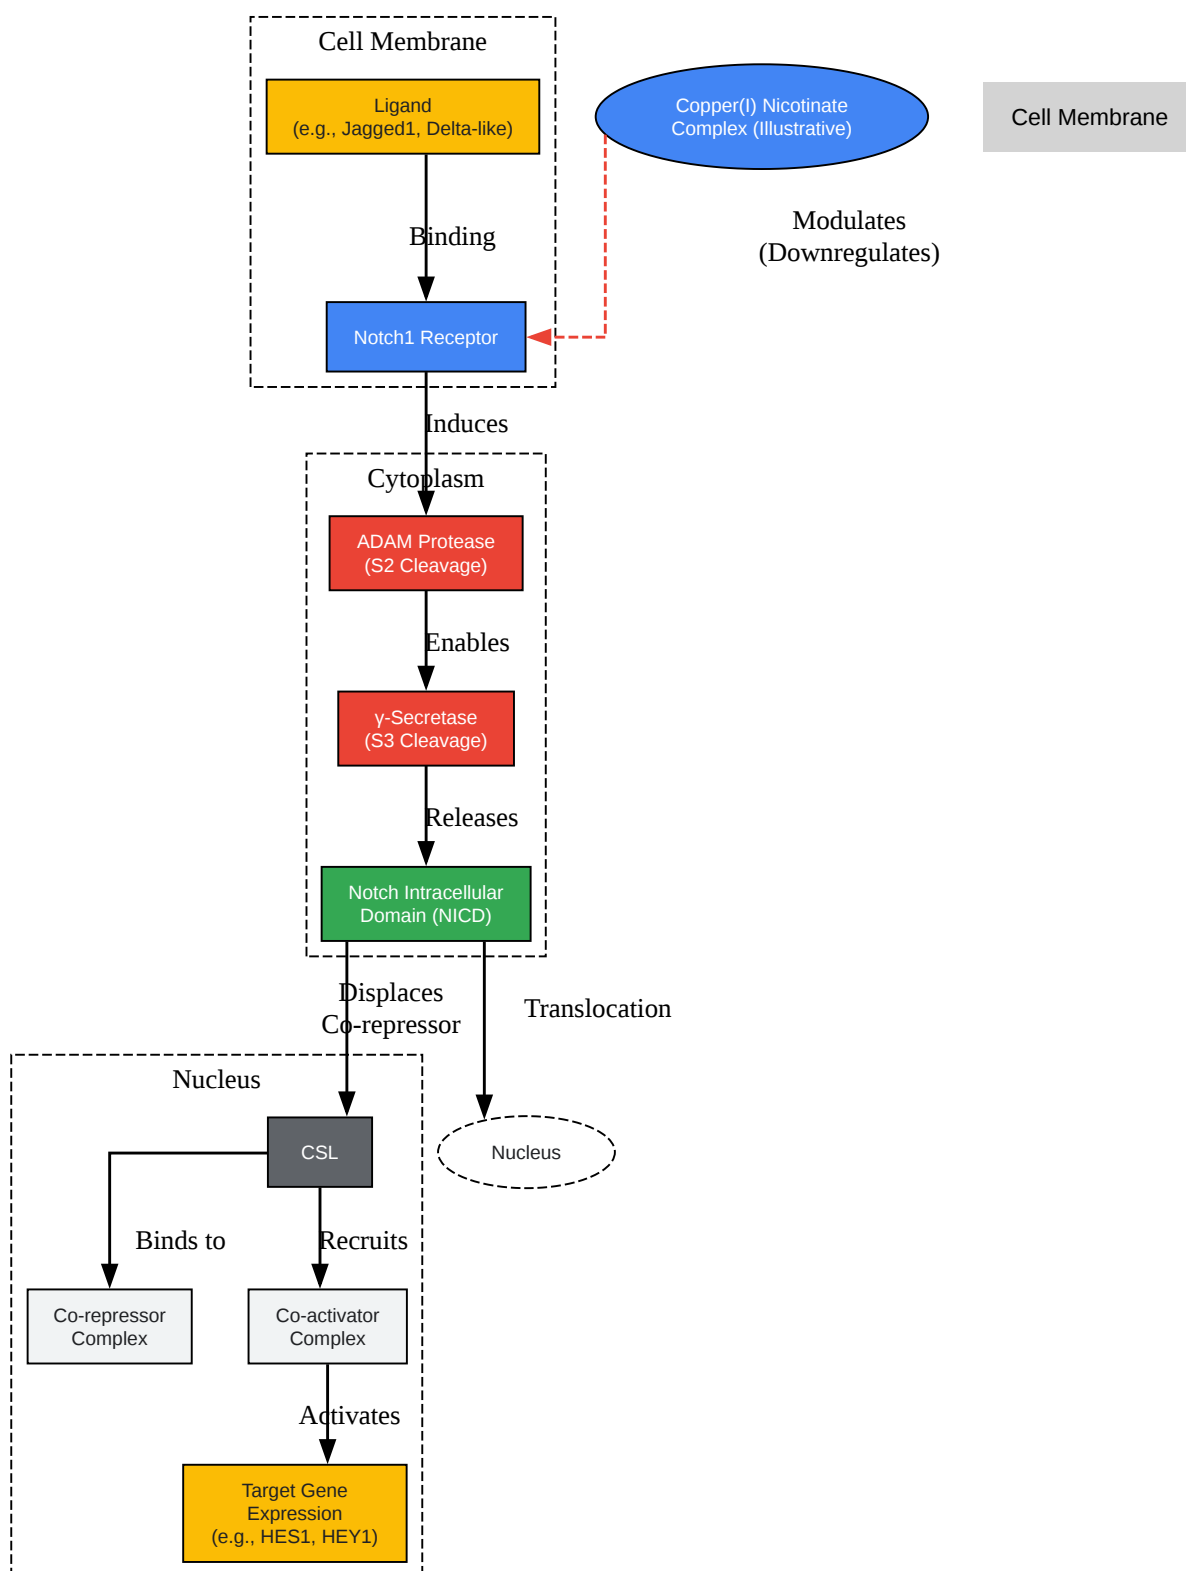 Cell Membrane
Ligand
(e.g., Jagged1, Delta-like)
Copper(I) Nicotinate
Complex (Illustrative)
Cell Membrane
Modulates
(Downregulates)
Binding
Notch1 Receptor
Induces
Cytoplasm
ADAM Protease
(S2 Cleavage)
Enables
γ-Secretase
(S3 Cleavage)
Releases
Notch Intracellular
Domain (NICD)
Displaces
Co-repressor
Translocation
Nucleus
CSL
Nucleus
Binds to
Recruits
Co-repressor
Complex
Co-activator
Complex
Activates
Target Gene
Expression
(e.g., HES1, HEY1)